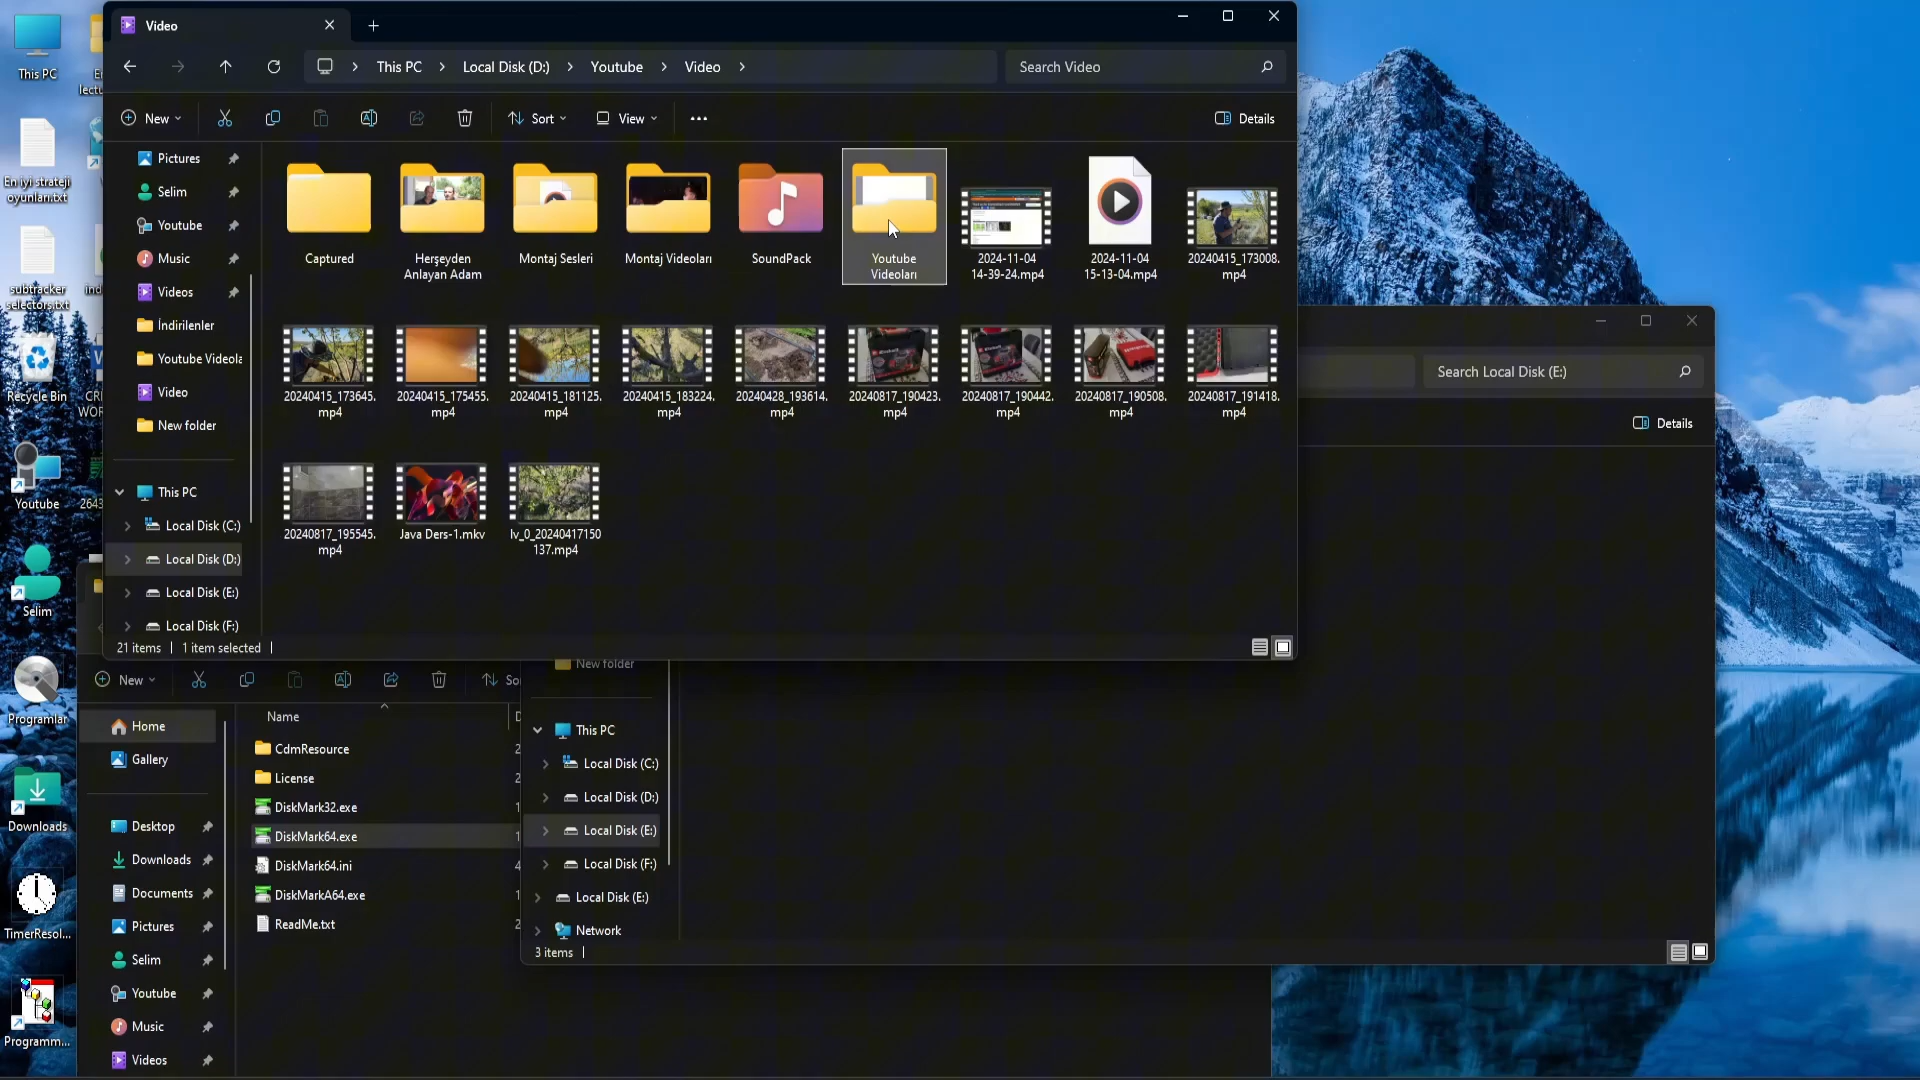 This PC
En iyi strateji
oyunları.txt
subtracker
selectors.txt
Recycle Bin
Youtube
Selim
Programlar
Downloads
TimerResol...
Programm...
Video
This PC
Local Disk (D:)
Youtube
Video
Search Video
New
Sort
View
Details
Pictures
Selim
Youtube
Music
Videos
İndirilenler
Youtube Videola
Video
New folder
This PC
Local Disk (C:)
Local Disk (D:)
Local Disk (E:)
Local Disk (F:)
Captured
Herşeyden
Anlayan Adam
Montaj Sesleri
Montaj Videoları
SoundPack
Youtube
Videoları
2024-11-04
14-39-24.mp4
2024-11-04
15-13-04.mp4
20240415_173008.
mp4
20240415_173645.
mp4
20240415_175455.
mp4
20240415_181125.
mp4
20240415_183224.
mp4
20240428_193614.
mp4
20240817_190423.
mp4
20240817_190442.
mp4
20240817_190508.
mp4
20240817_191418.
mp4
20240817_195545.
mp4
Java Ders-1.mkv
lv_0_20240417150
137.mp4
21 items
1 item selected
Search Local Disk (E:)
Details
New folder
This PC
Local Disk (C:)
Local Disk (D:)
Local Disk (E:)
Local Disk (F:)
Local Disk (E:)
Network
3 items
New
So
Home
Gallery
Desktop
Downloads
Documents
Pictures
Selim
Youtube
Music
Videos
Name
CdmResource
License
DiskMark32.exe
DiskMark64.exe
DiskMark64.ini
DiskMarkA64.exe
ReadMe.txt